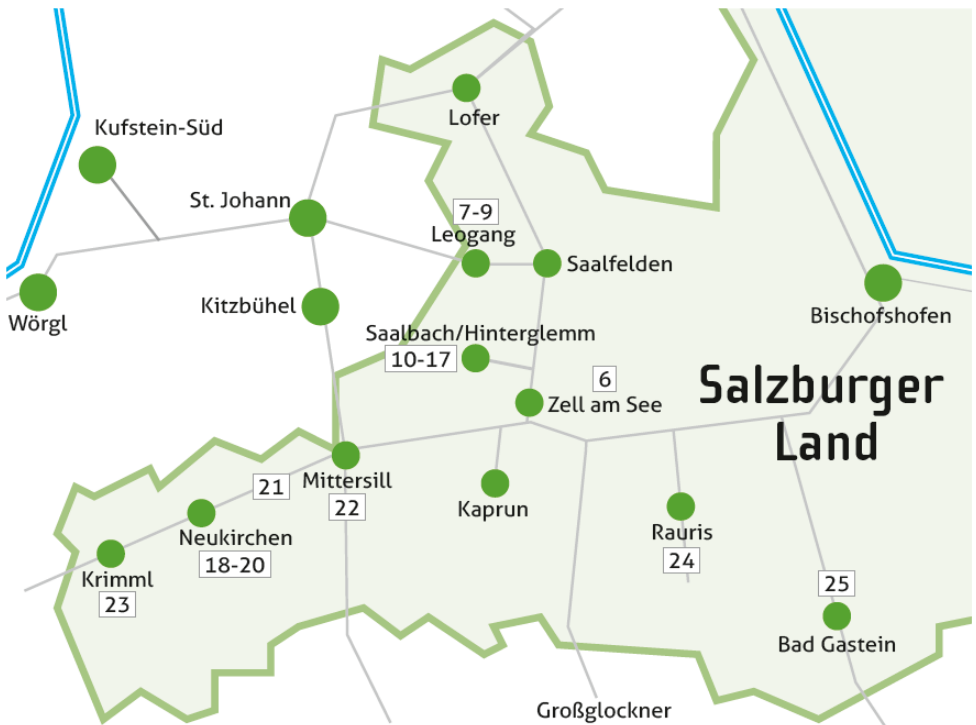 Lofer
Kufstein-Süd
St. Johann
7-9
Leogang
Saalfelden
Wörgl
Kitzbühel
Bischofshofen
Saalbach/Hinterglemm
10-17
6
Zell am See
Salzburger
Land
21
Mittersill
22
Kaprun
Neukirchen
18-20
Rauris
24
Krimml
23
25
Bad Gastein
Großglockner